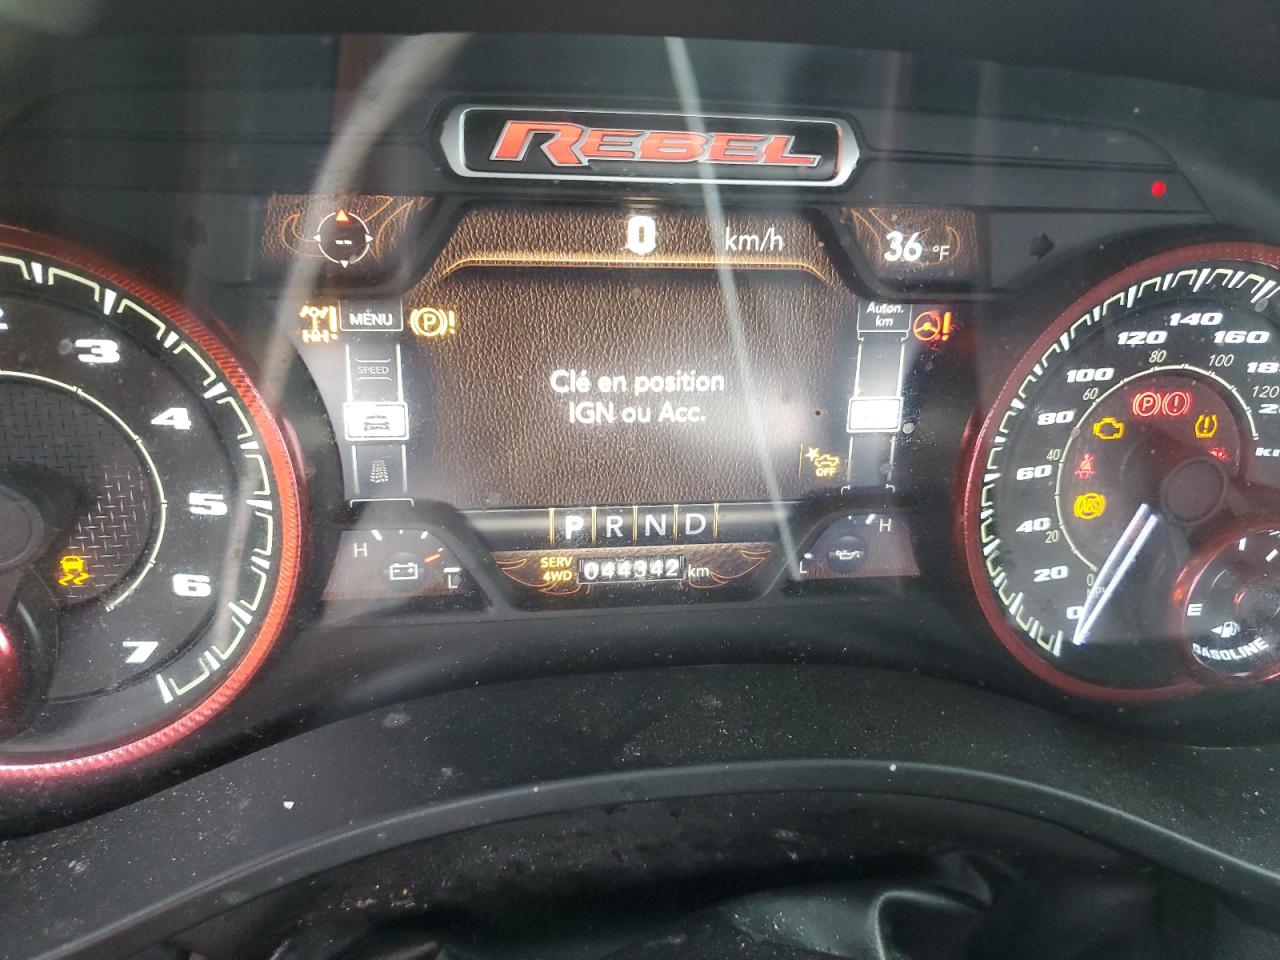 REBEL
0 km/h
36 °F
MENU
Auton.
km
SPEED
Clé en position
IGN ou Acc.
OFF
P R N D
H
L
SERV
4WD
044342 km
L
H
3
4
5
6
7
0
20
40
60
80
100
120
140
160
0
20
40
60
80
100
120
ABS
E
GASOLINE